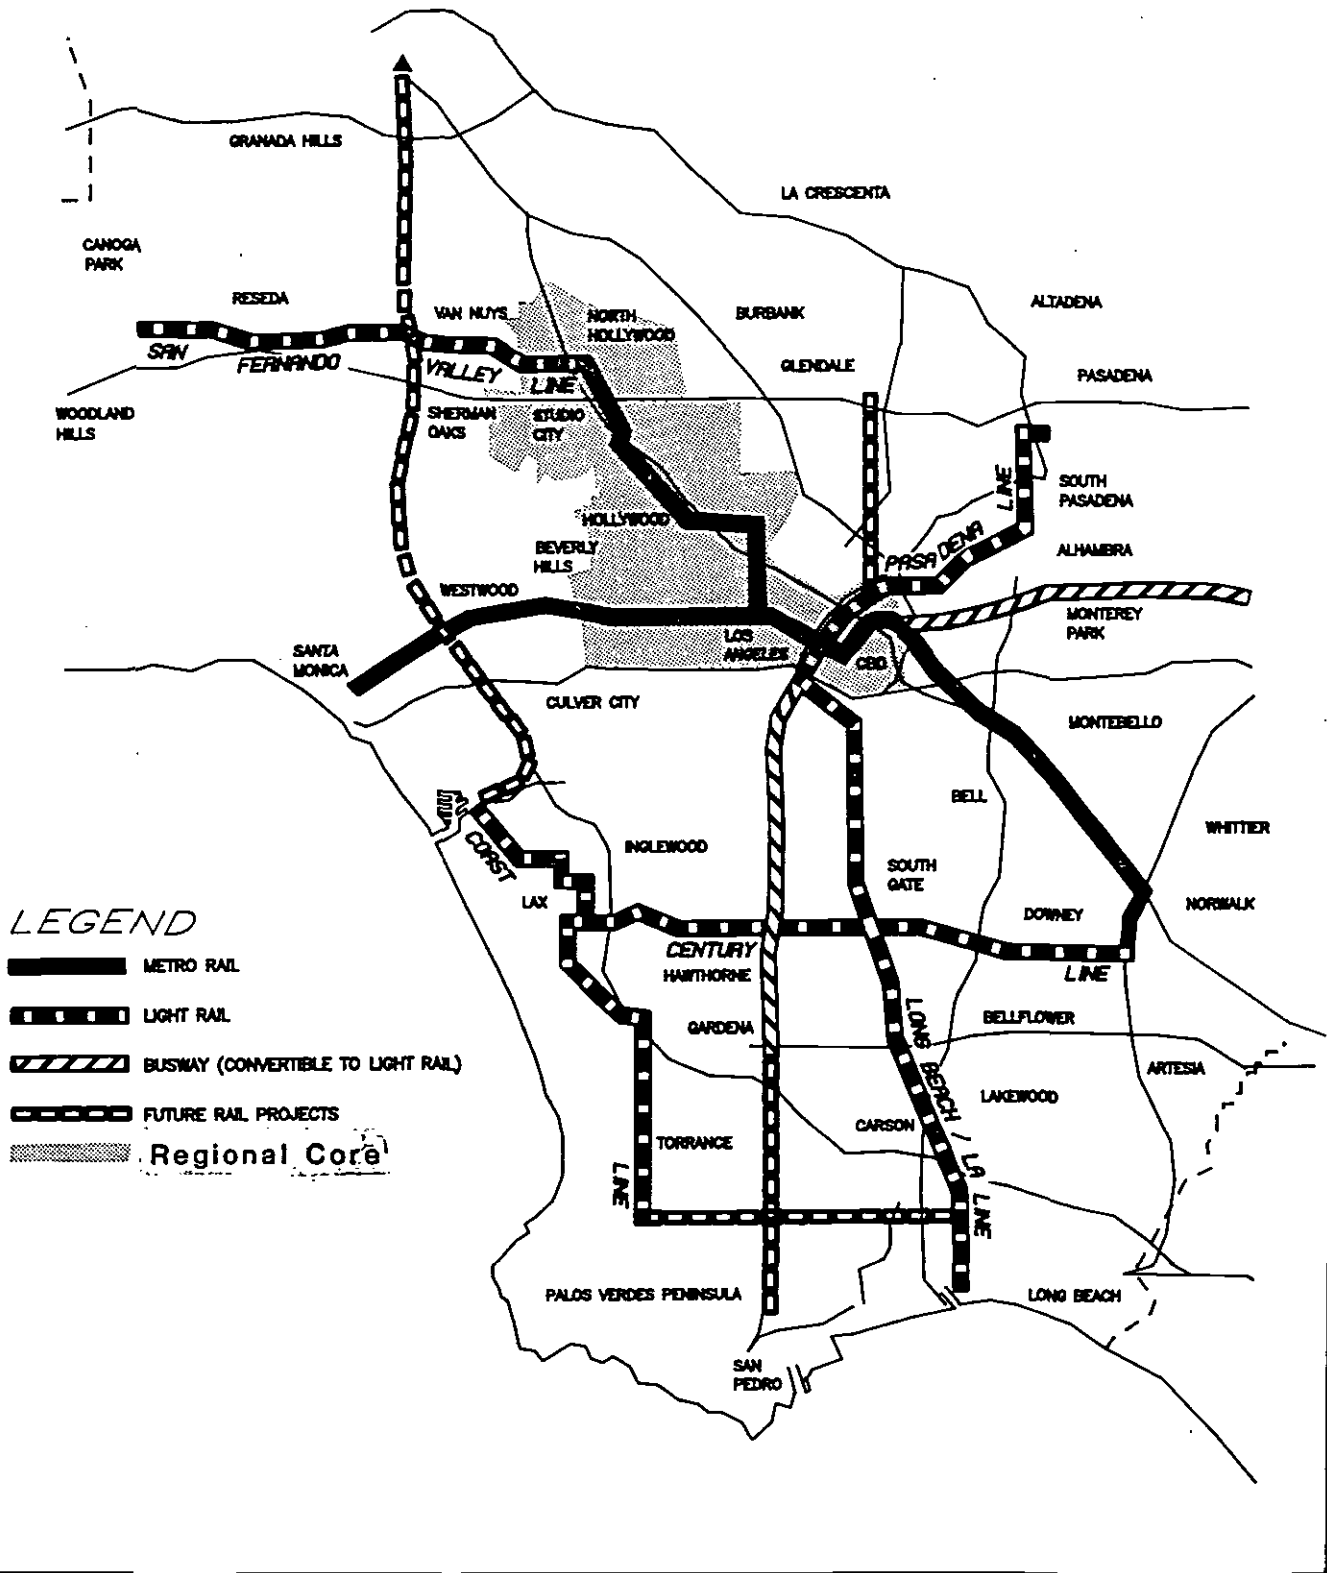 GRANADA HILLS
LA CRESCENTA
CANOGA
PARK
RESEDA
VAN NUYS
NORTH
HOLLYWOOD
BURBANK
ALTADENA
SAN FERNANDO VALLEY LINE
GLENDALE
PASADENA
WOODLAND
HILLS
SHERMAN
OAKS
STUDIO
CITY
SOUTH
PASADENA
HOLLYWOOD
PASADENA LINE
BEVERLY
HILLS
ALHAMBRA
WESTWOOD
MONTEREY
PARK
SANTA
MONICA
LOS
ANGELES
CBD
CULVER CITY
MONTEBELLO
BELL
WHITTIER
COAST
INGLEWOOD
SOUTH
GATE
LAX
DOWNEY
NORWALK
CENTURY LINE
HAWTHORNE
LEGEND
METRO RAIL
LIGHT RAIL
BUSWAY (CONVERTIBLE TO LIGHT RAIL)
FUTURE RAIL PROJECTS
Regional Core
GARDENA
BELLFLOWER
LONG BEACH / LA LINE
ARTESIA
LAKEWOOD
CARSON
TORRANCE
LINE
PALOS VERDES PENINSULA
LONG BEACH
SAN
PEDRO